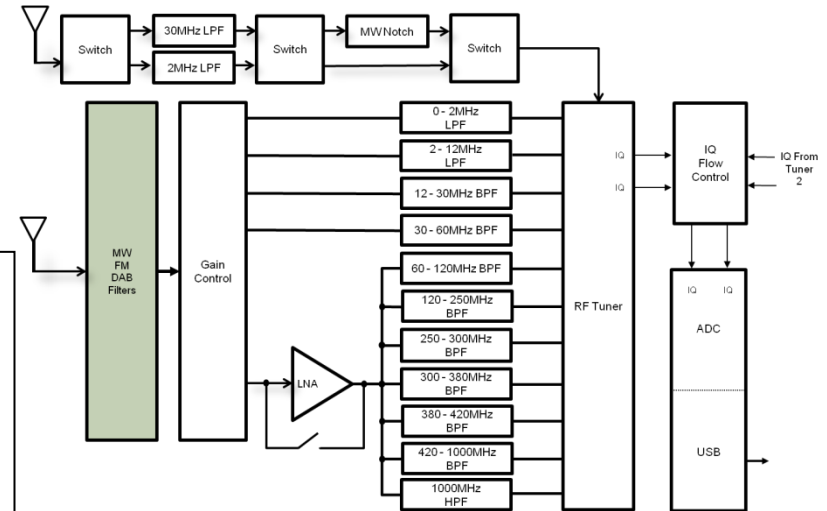 30MHz LPF
MW Notch
Switch
Switch
Switch
2MHz LPF
0 - 2MHz
LPF
2 - 12MHz
LPF
12 - 30MHz BPF
30 - 60MHz BPF
60 - 120MHz BPF
120 - 250MHz
BPF
250 - 300MHz
BPF
300 - 380MHz
BPF
380 - 420MHz
BPF
420 - 1000MHz
BPF
1000MHz
HPF
MW
FM
DAB
Filters
Gain
Control
LNA
RF Tuner
IQ
IQ
IQ
Flow
Control
IQ From
Tuner
2
IQ
IQ
ADC
USB